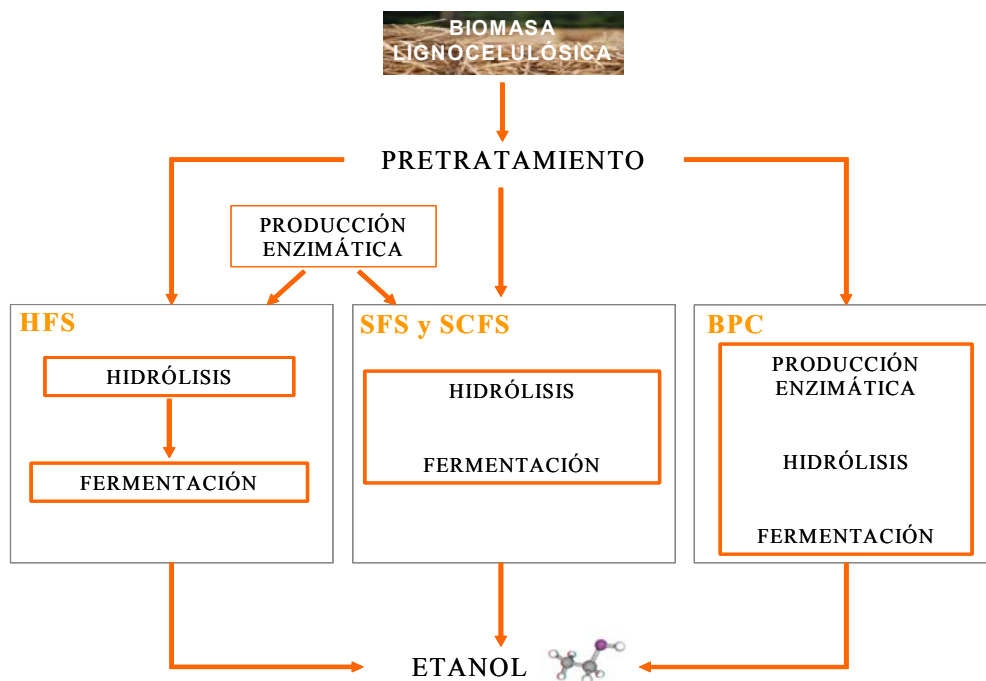 BIOMASA
LIGNOCELULÓSICA
PRETRATAMIENTO
PRODUCCIÓN
ENZIMÁTICA
HFS
HIDRÓLISIS
FERMENTACIÓN
SFS y SCFS
HIDRÓLISIS
FERMENTACIÓN
BPC
PRODUCCIÓN
ENZIMÁTICA
HIDRÓLISIS
FERMENTACIÓN
ETANOL